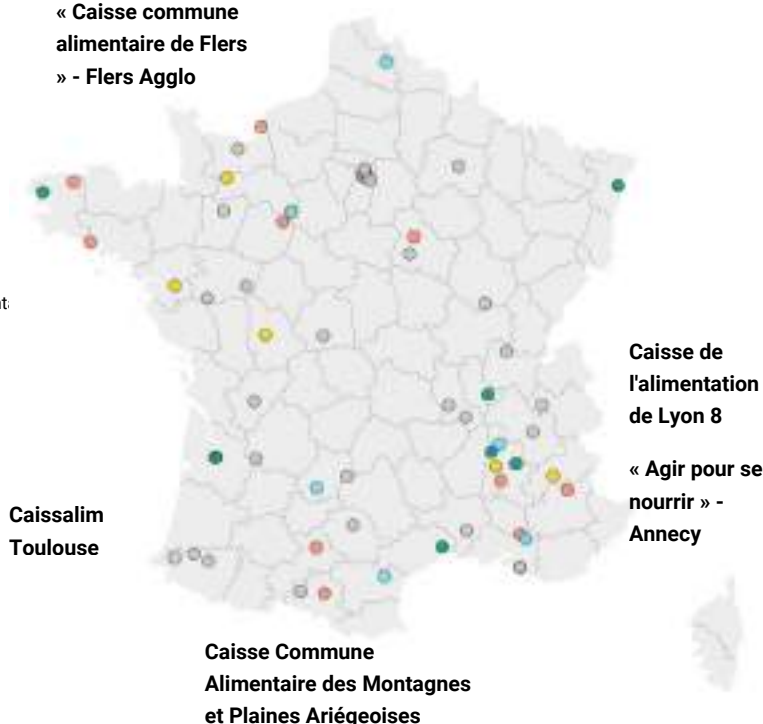 « Caisse commune
alimentaire de Flers
» - Flers Agglo
Caisse de
l'alimentation
de Lyon 8
« Agir pour se
nourrir » -
Annecy
Caissalim
Toulouse
Caisse Commune
Alimentaire des Montagnes
et Plaines Ariégeoises